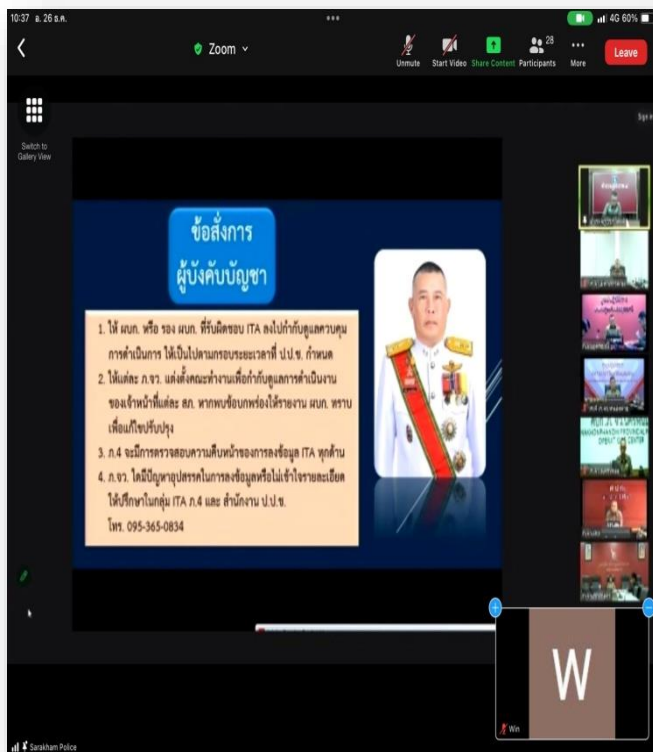 10:37 อ. 26 ธ.ค.
4G 60%
Zoom
Unmute
Start Video
Share Content
28
Participants
More
Leave
Switch to
Gallery View
Sign in
ข้อสั่งการ
ผู้บังคับบัญชา
1. ให้ ผบก. หรือ รอง ผบก. ที่รับผิดชอบ ITA ลงไปกำกับดูแลควบคุม
การดำเนินการ ให้เป็นไปตามกรอบระยะเวลาที่ ป.ป.ช. กำหนด
2. ให้แต่ละ ภ.จว. แต่งตั้งคณะทำงานเพื่อกำกับดูแลการดำเนินงาน
ของเจ้าหน้าที่แต่ละ สภ. หากพบข้อบกพร่องให้รายงาน ผบก. ทราบ
เพื่อแก้ไขปรับปรุง
3. ภ.4 จะมีการตรวจสอบความคืบหน้าของการลงข้อมูล ITA ทุกด้าน
4. ภ.จว. ใดมีปัญหาอุปสรรคในการลงข้อมูลหรือไม่เข้าใจรายละเอียด
ให้ปรึกษาในกลุ่ม ITA ภ.4 และ สำนักงาน ป.ป.ช.
โทร. 095-365-0834
W
Win
Sarakham Police